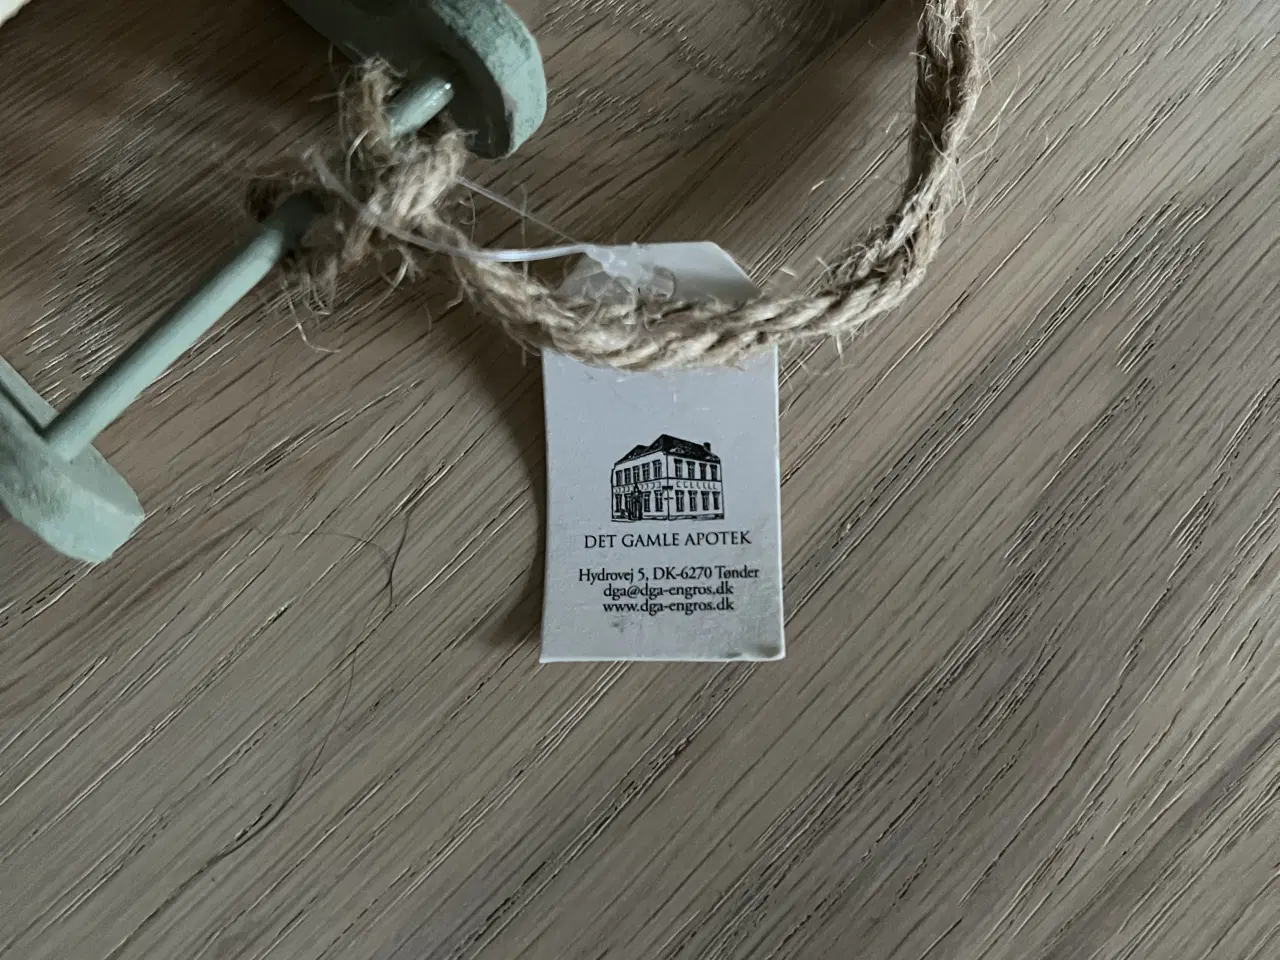 DET GAMLE APOTEK
Hydrovej 5, DK-6270 Tønder
dga@dga-engros.dk
www.dga-engros.dk